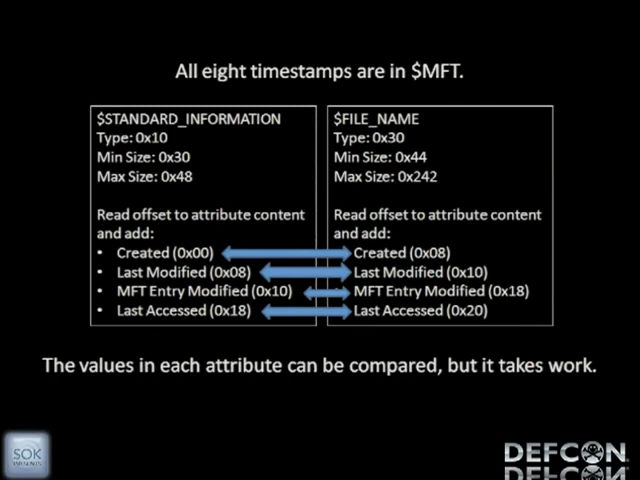 All eight timestamps are in $MFT.
$STANDARD_INFORMATION
Type: 0x10
Min Size: 0x30
Max Size: 0x48
Read offset to attribute content
and add:
• Created (0x00)
• Last Modified (0x08)
• MFT Entry Modified (0x10)
• Last Accessed (0x18)
$FILE_NAME
Type: 0x30
Min Size: 0x44
Max Size: 0x242
Read offset to attribute content
and add:
Created (0x08)
Last Modified (0x10)
MFT Entry Modified (0x18)
Last Accessed (0x20)
The values in each attribute can be compared, but it takes work.
SOK
DEFCON